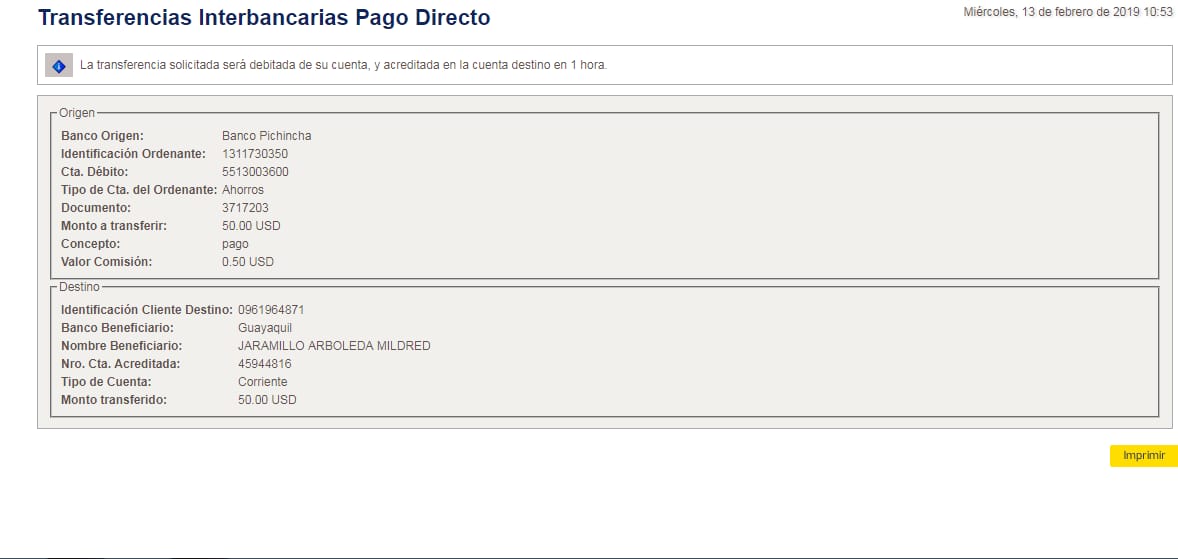 Transferencias Interbancarias Pago Directo
Miércoles, 13 de febrero de 2019 10:53
La transferencia solicitada será debitada de su cuenta, y acreditada en la cuenta destino en 1 hora.
Origen
Banco Origen: Banco Pichincha
Identificación Ordenante: 1311730350
Cta. Débito: 5513003600
Tipo de Cta. del Ordenante: Ahorros
Documento: 3717203
Monto a transferir: 50.00 USD
Concepto: pago
Valor Comisión: 0.50 USD
Destino
Identificación Cliente Destino: 0961964871
Banco Beneficiario: Guayaquil
Nombre Beneficiario: JARAMILLO ARBOLEDA MILDRED
Nro. Cta. Acreditada: 45944816
Tipo de Cuenta: Corriente
Monto transferido: 50.00 USD
Imprimir